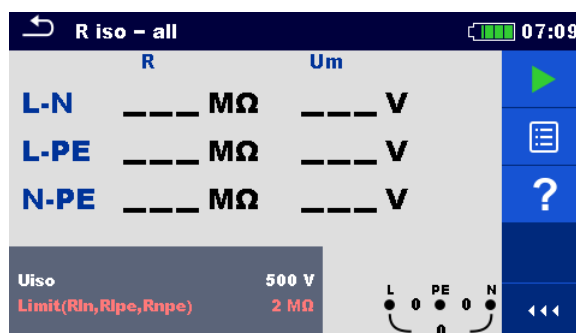 R iso – all 07:09
R Um
L-N ___ MΩ ___ V
L-PE ___ MΩ ___ V
N-PE ___ MΩ ___ V
?
Uiso 500 V
Limit(Rln,Rlpe,Rnpe) 2 MΩ
L PE N
0 0
0